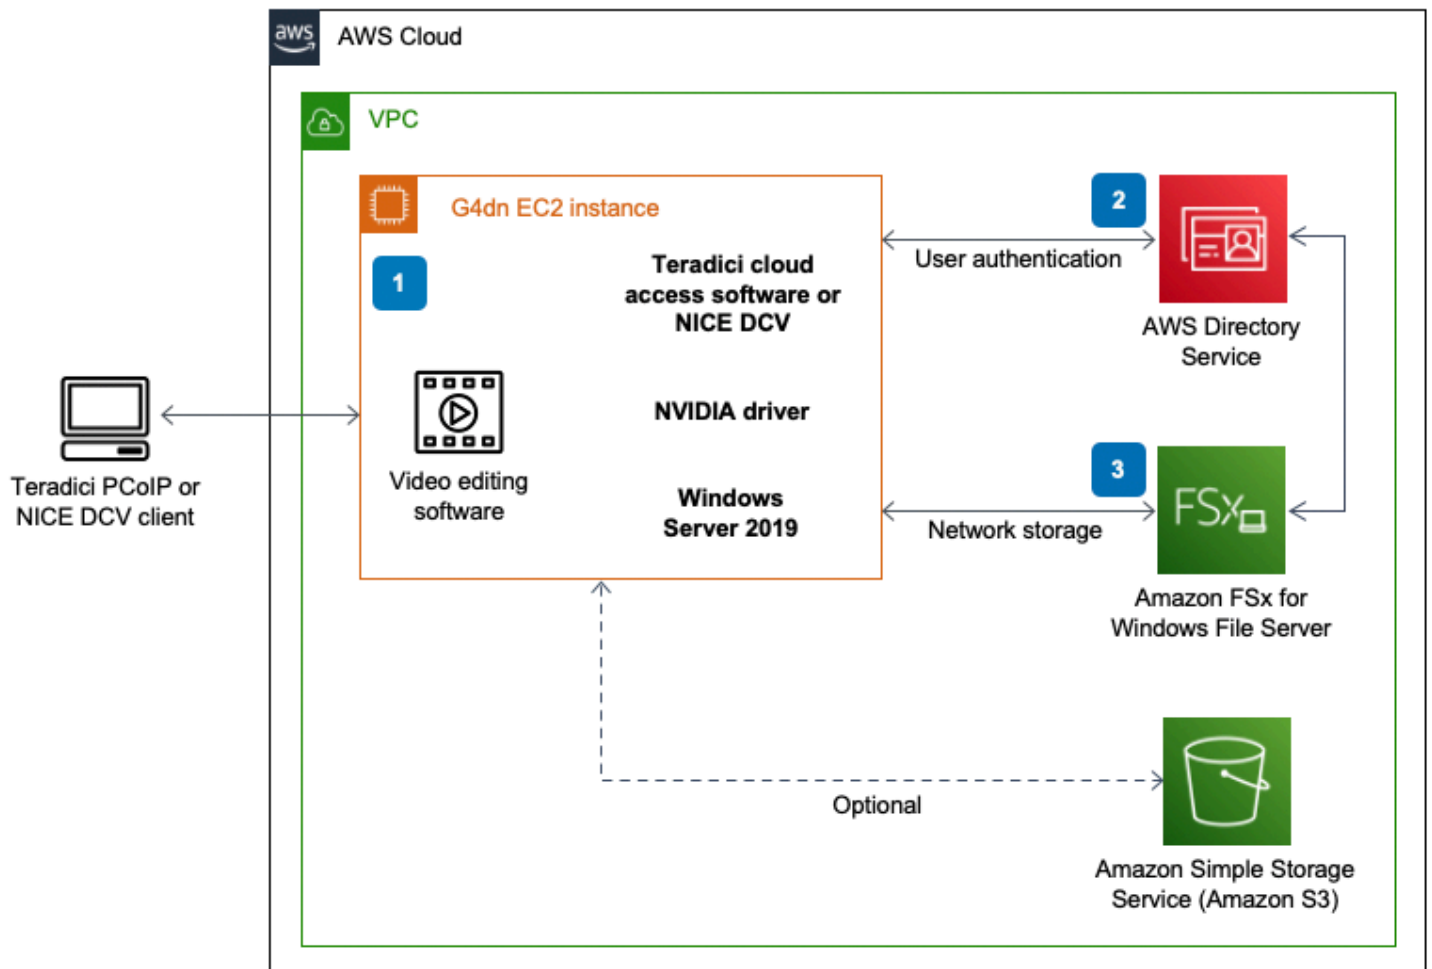 aws
AWS Cloud
VPC
G4dn EC2 instance
1
Teradici cloud
access software or
NICE DCV
2
User authentication
AWS Directory
Service
Teradici PCoIP or
NICE DCV client
Video editing
software
NVIDIA driver
Windows
Server 2019
3
Network storage
FSx
Amazon FSx for
Windows File Server
Optional
Amazon Simple Storage
Service (Amazon S3)